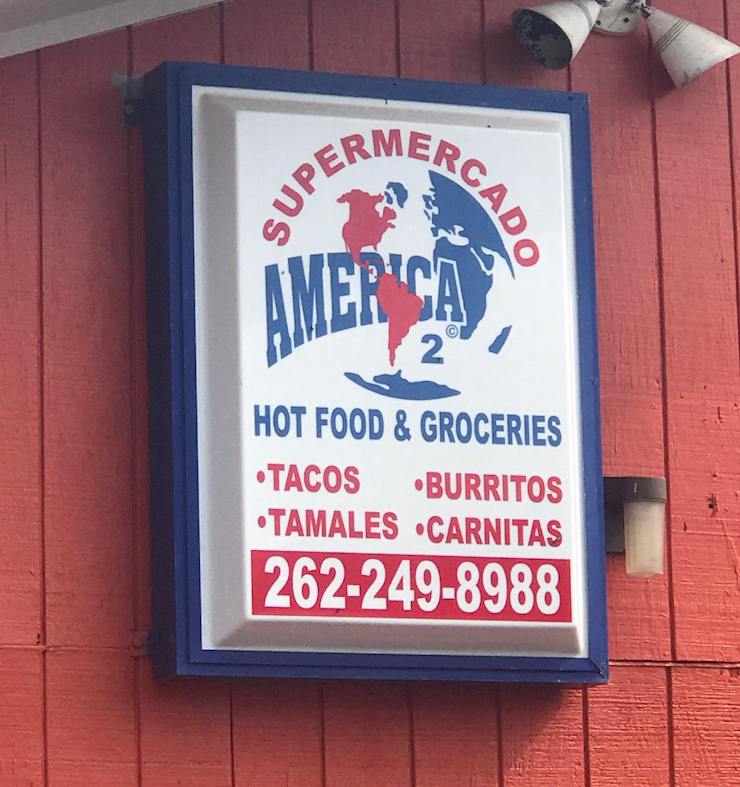 SUPERMERCADO
AMERICA
2©
HOT FOOD & GROCERIES
•TACOS •BURRITOS
•TAMALES •CARNITAS
262-249-8988